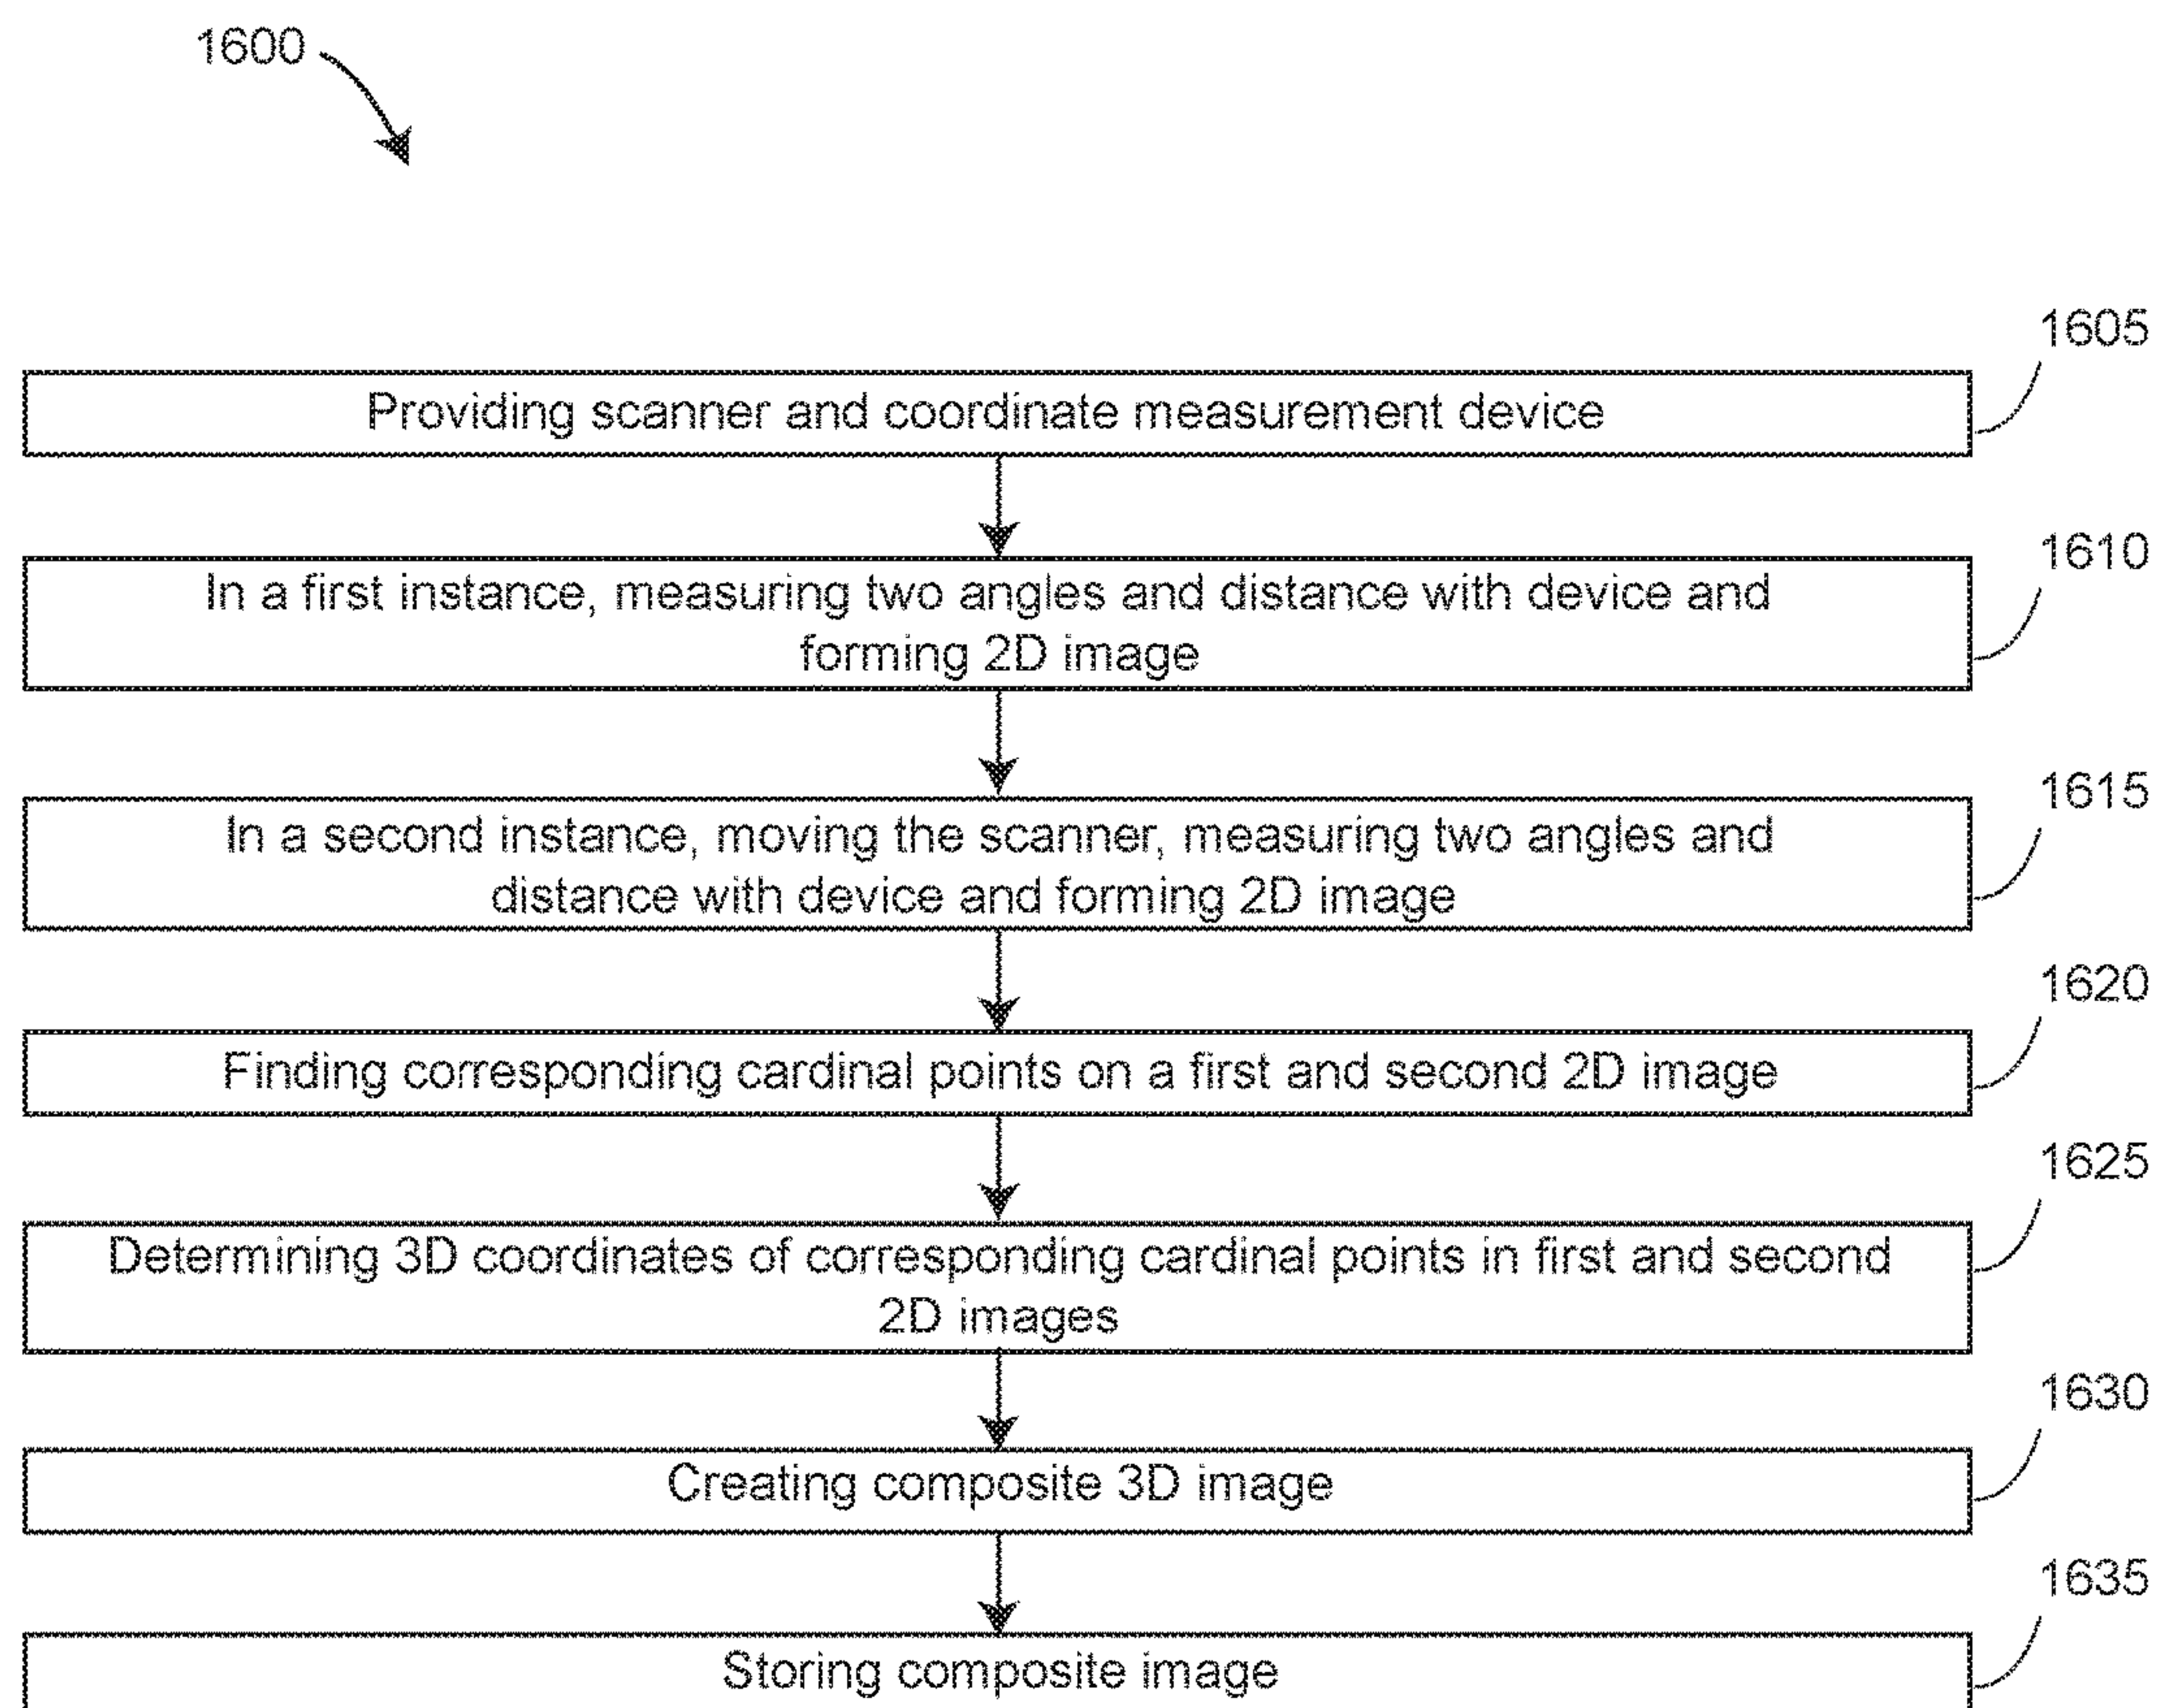 1600
1605
Providing scanner and coordinate measurement device
1610
In a first instance, measuring two angles and distance with device and
forming 2D image
1615
In a second instance, moving the scanner, measuring two angles and
distance with device and forming 2D image
1620
Finding corresponding cardinal points on a first and second 2D image
1625
Determining 3D coordinates of corresponding cardinal points in first and second
2D images
1630
Creating composite 3D image
1635
Storing composite image